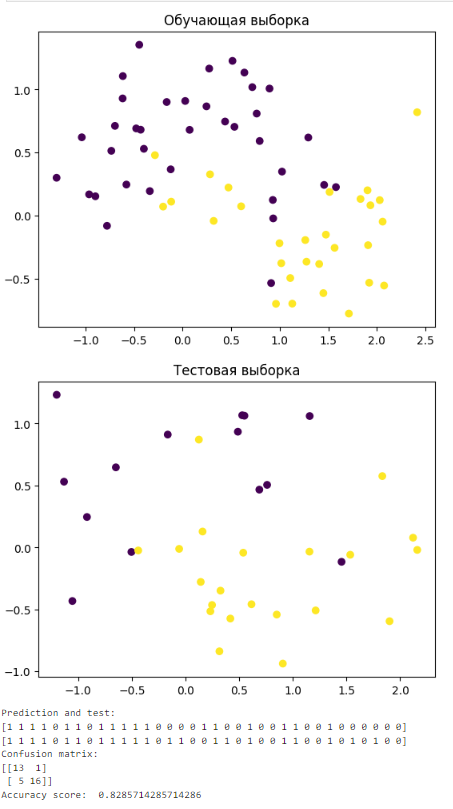 Обучающая выборка
1.0
0.5
0.0
−0.5
−1.0 −0.5 0.0 0.5 1.0 1.5 2.0 2.5
Тестовая выборка
1.0
0.5
0.0
−0.5
−1.0
−1.0 −0.5 0.0 0.5 1.0 1.5 2.0
Prediction and test:
[1 1 1 1 0 1 1 0 1 1 1 1 1 0 0 0 0 1 1 0 0 1 0 0 1 1 0 0 1 0 0 0 0 0 0]
[1 1 1 1 0 1 1 0 1 1 1 1 1 0 1 1 0 0 1 1 0 1 0 0 1 1 0 0 1 0 1 0 1 0 0]
Confusion matrix:
[[13  1]
 [ 5 16]]
Accuracy score:  0.8285714285714286